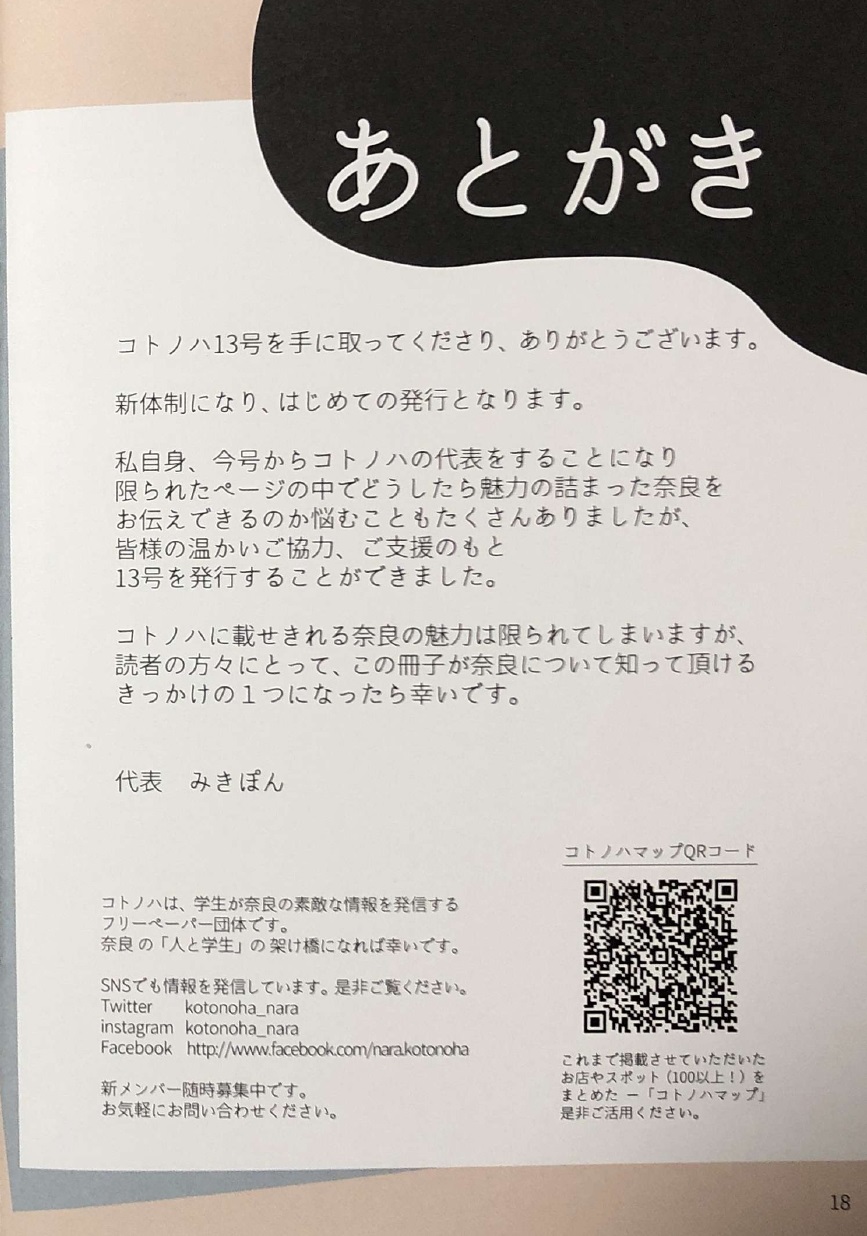 あとがき
コトノハ13号を手に取ってくださり、ありがとうございます。
新体制になり、はじめての発行となります。
私自身、今号からコトノハの代表をすることになり
限られたページの中でどうしたら魅力の詰まった奈良を
お伝えできるのか悩むこともたくさんありましたが、
皆様の温かいご協力、ご支援のもと
13号を発行することができました。
コトノハに載せきれる奈良の魅力は限られてしまいますが、
読者の方々にとって、この冊子が奈良について知って頂ける
きっかけの１つになったら幸いです。
代表　みきぽん
コトノハは、学生が奈良の素敵な情報を発信する
フリーペーパー団体です。
奈良の「人と学生」の架け橋になれば幸いです。
SNSでも情報を発信しています。是非ご覧ください。
Twitter kotonoha_nara
instagram kotonoha_nara
Facebook http://www.facebook.com/nara.kotonoha
新メンバー随時募集中です。
お気軽にお問い合わせください。
コトノハマップQRコード
これまで掲載させていただいた
お店やスポット（100以上！）を
まとめた ー「コトノハマップ」
是非ご活用ください。
18